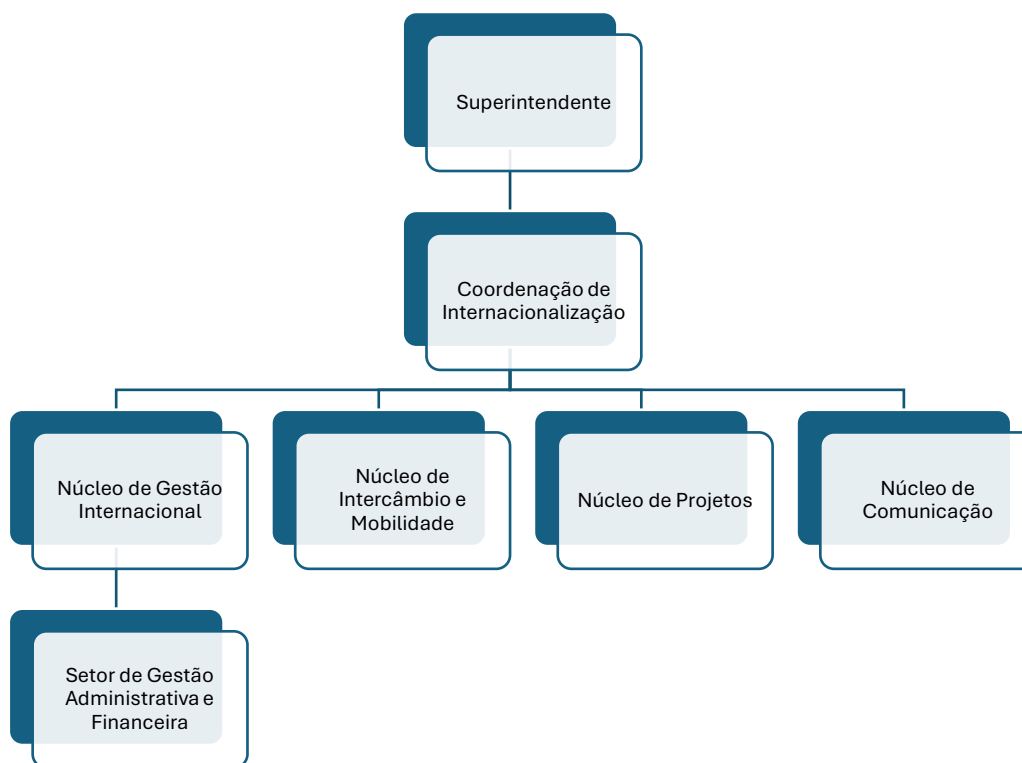 Superintendente
Coordenação de
Internacionalização
Núcleo de Gestão
Internacional
Núcleo de
Intercâmbio e
Mobilidade
Núcleo de Projetos
Núcleo de
Comunicação
Setor de Gestão
Administrativa e
Financeira